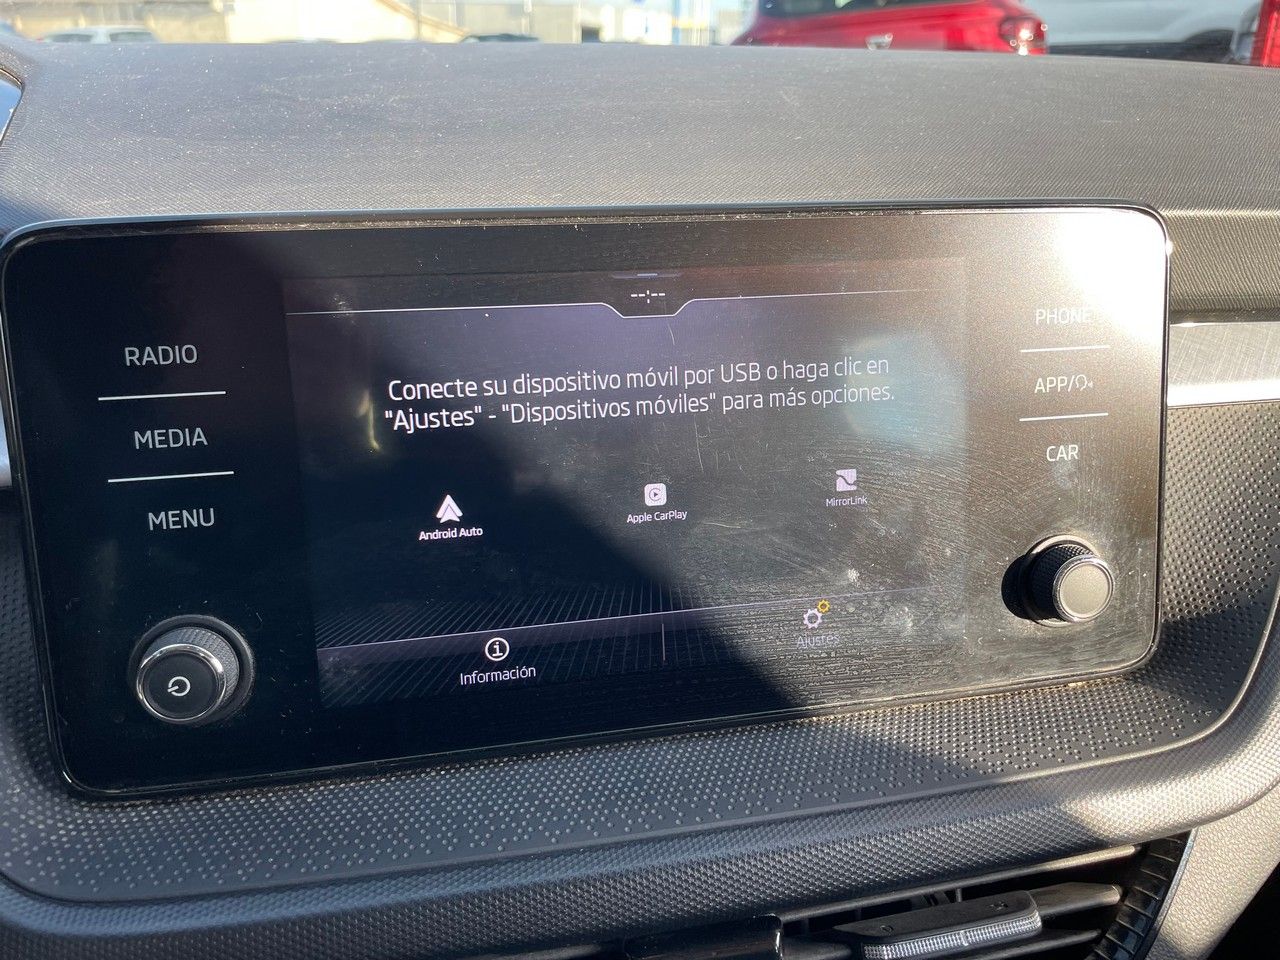 --:--
RADIO
MEDIA
MENU
Conecte su dispositivo móvil por USB o haga clic en
"Ajustes" - "Dispositivos móviles" para más opciones.
Android Auto
Apple CarPlay
MirrorLink
Información
Ajustes
PHONE
APP/
CAR